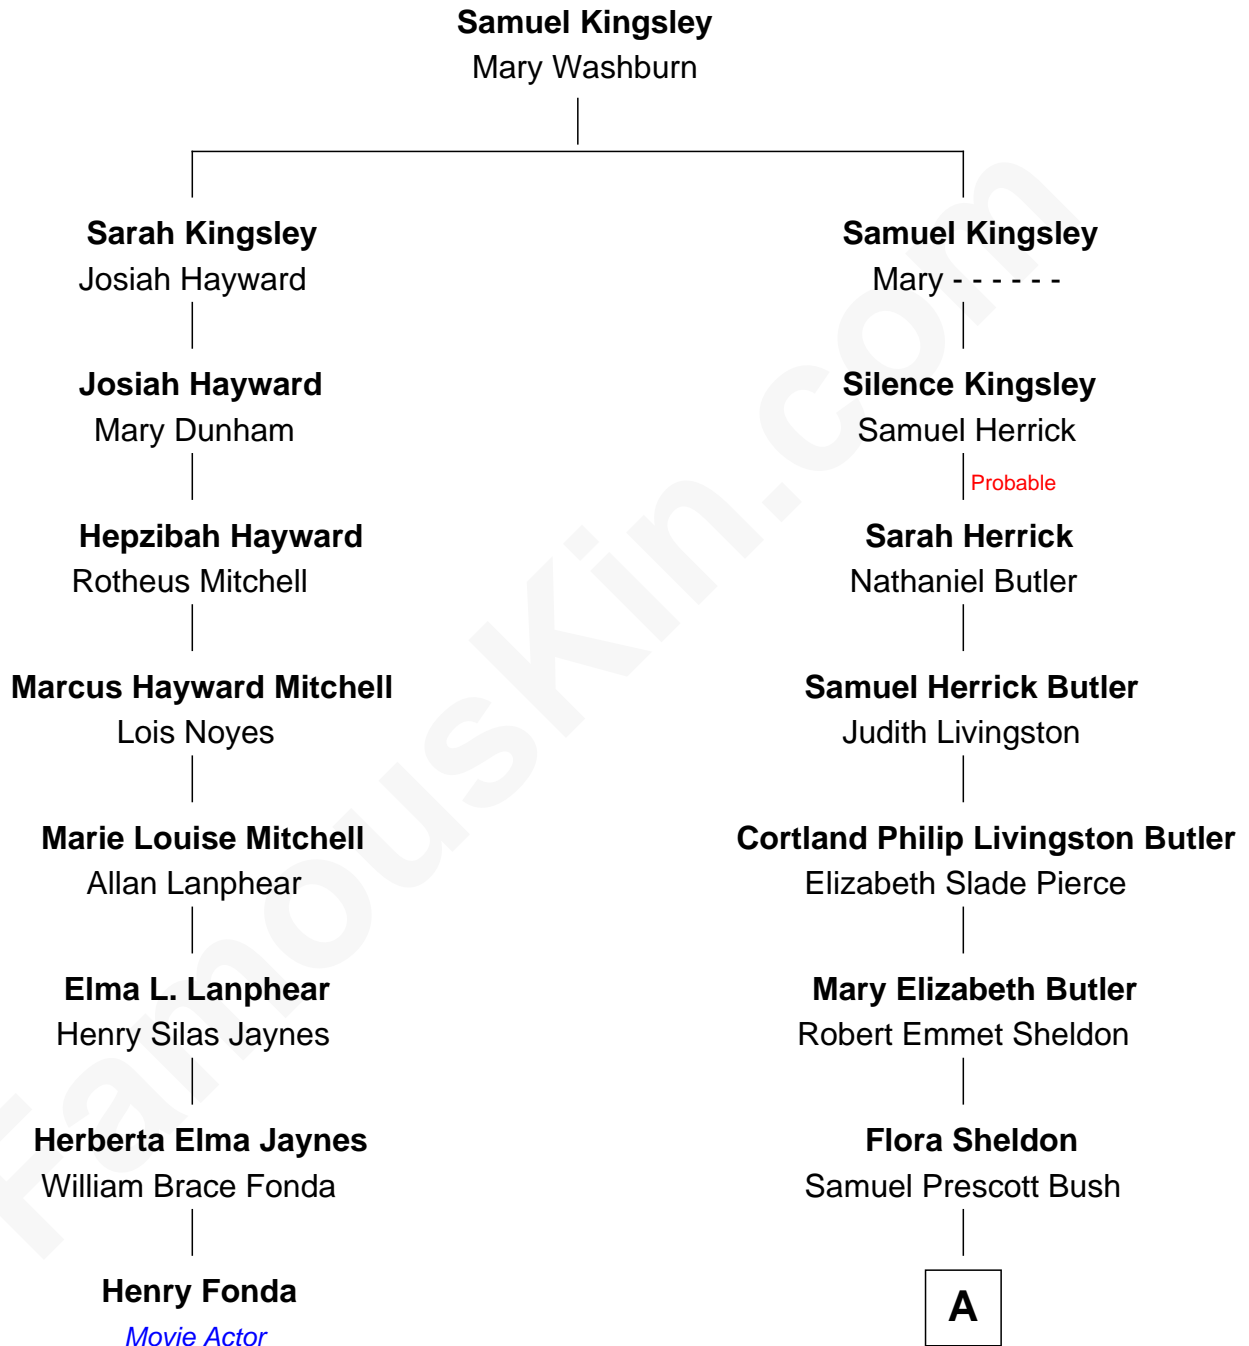 Samuel Kingsley
Mary Washburn
Sarah Kingsley
Josiah Hayward
Samuel Kingsley
Mary - - - - - -
Josiah Hayward
Mary Dunham
Silence Kingsley
Samuel Herrick
Probable
Hepzibah Hayward
Rotheus Mitchell
Sarah Herrick
Nathaniel Butler
Marcus Hayward Mitchell
Lois Noyes
Samuel Herrick Butler
Judith Livingston
Marie Louise Mitchell
Allan Lanphear
Cortland Philip Livingston Butler
Elizabeth Slade Pierce
Elma L. Lanphear
Henry Silas Jaynes
Mary Elizabeth Butler
Robert Emmet Sheldon
Herberta Elma Jaynes
William Brace Fonda
Flora Sheldon
Samuel Prescott Bush
Henry Fonda
Movie Actor
A
FamousKin.com